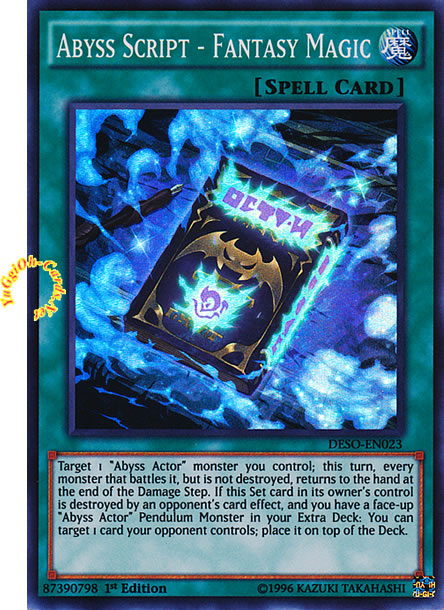 ABYSS SCRIPT - FANTASY MAGIC 魔
[SPELL CARD]
YuGgiOh-Cards.Net
DESO-EN023
Target 1 "Abyss Actor" monster you control; this turn, every
monster that battles it, but is not destroyed, returns to the hand
at the end of the Damage Step. If this Set card in its owner's control
is destroyed by an opponent's card effect, and you have a face-up
"Abyss Actor" Pendulum Monster in your Extra Deck: You can
target 1 card your opponent controls; place it on top of the Deck.
87390798 1st Edition ©1996 KAZUKI TAKAHASHI